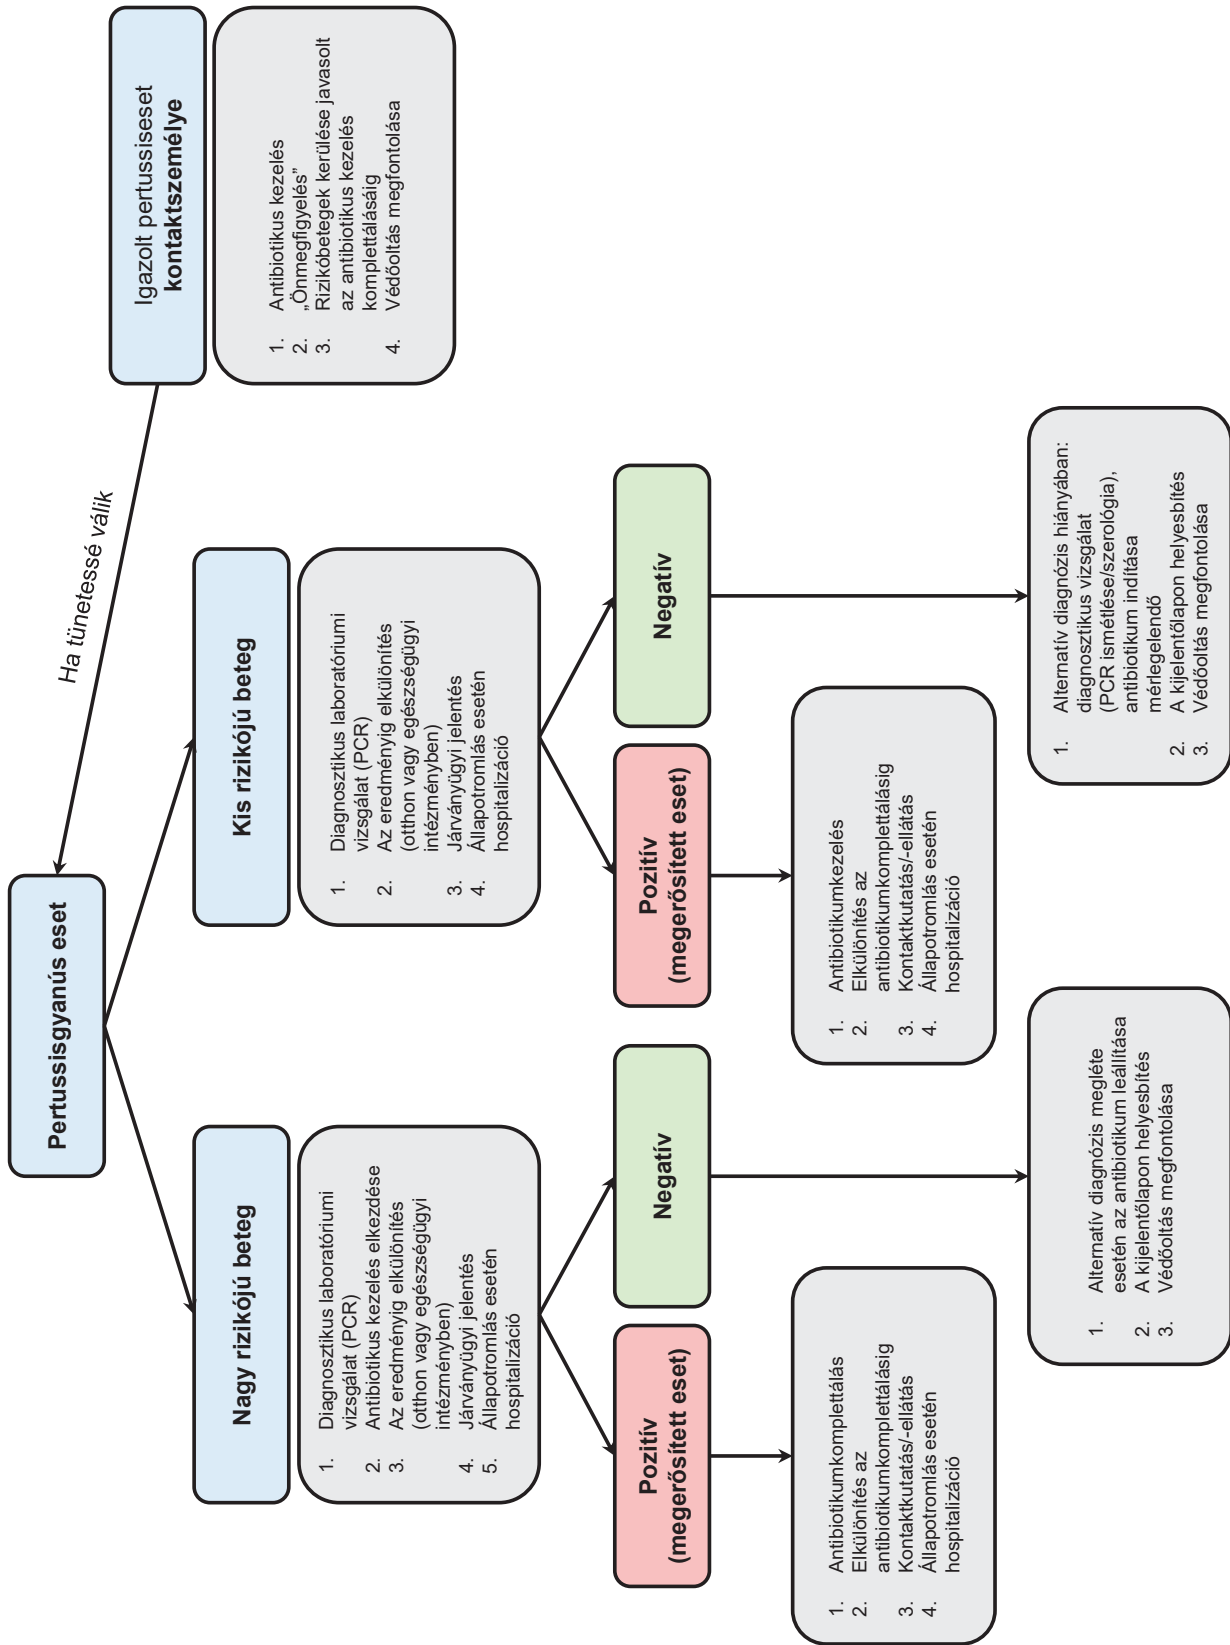 Pertussisgyanús eset
Ha tünetessé válik
Igazolt pertussiseset
kontaktszemélye
1. Antibiotikus kezelés
2. „Önmegfigyelés”
3. Rizikóbetegek kerülése javasolt
az antibiotikus kezelés
komplettálásáig
4. Védőoltás megfontolása
Nagy rizikójú beteg
1. Diagnosztikus laboratóriumi
vizsgálat (PCR)
2. Antibiotikus kezelés elkezdése
3. Az eredményig elkülönítés
(otthon vagy egészségügyi
intézményben)
4. Járványügyi jelentés
5. Állapotromlás esetén
hospitalizáció
Kis rizikójú beteg
1. Diagnosztikus laboratóriumi
vizsgálat (PCR)
2. Az eredményig elkülönítés
(otthon vagy egészségügyi
intézményben)
3. Járványügyi jelentés
4. Állapotromlás esetén
hospitalizáció
Pozitív
(megerősített eset)
Negatív
Pozitív
(megerősített eset)
Negatív
1. Antibiotikumkomplettálás
2. Elkülönítés az
antibiotikumkomplettálásig
3. Kontaktkutatás/-ellátás
4. Állapotromlás esetén
hospitalizáció
1. Alternatív diagnózis megléte
esetén az antibiotikum leállítása
2. A kijelentőlapon helyesbítés
3. Védőoltás megfontolása
1. Antibiotikumkezelés
2. Elkülönítés az
antibiotikumkomplettálásig
3. Kontaktkutatás/-ellátás
4. Állapotromlás esetén
hospitalizáció
1. Alternatív diagnózis hiányában:
diagnosztikus vizsgálat
(PCR ismétlése/szerológia),
antibiotikum indítása
mérlegelendő
2. A kijelentőlapon helyesbítés
3. Védőoltás megfontolása